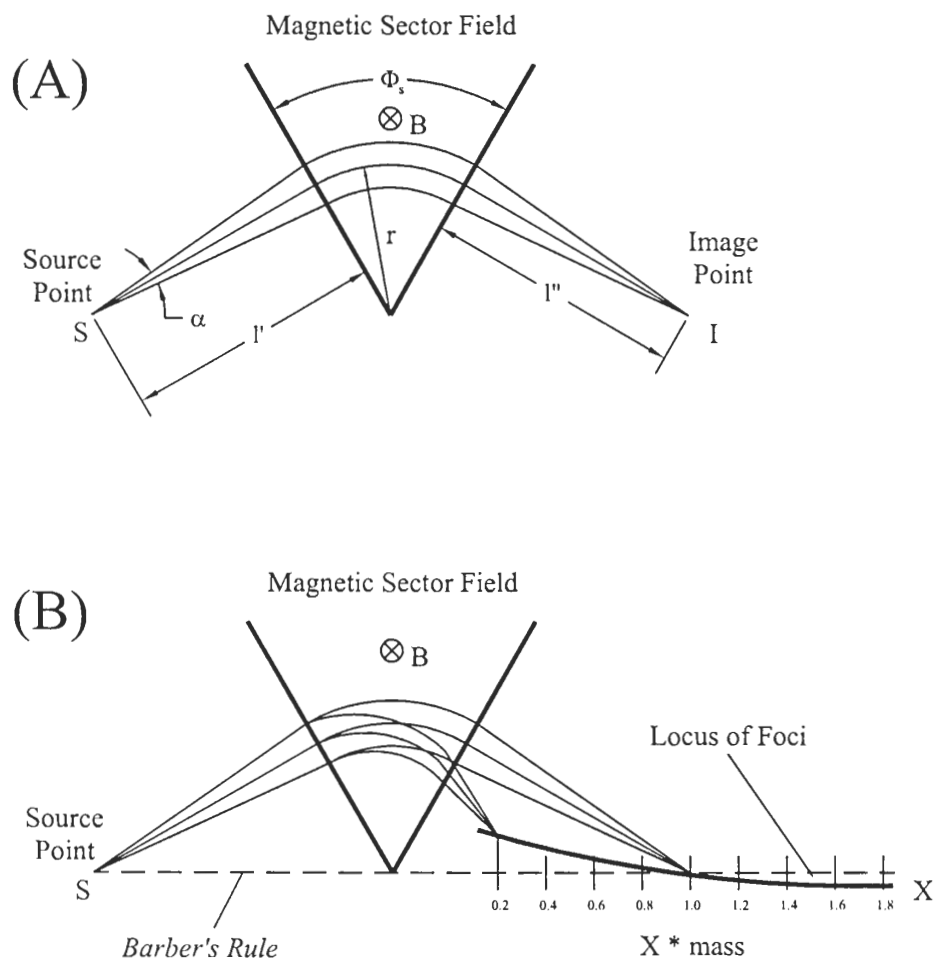 Magnetic Sector Field
(A)
Φs
⊗ B
r
Source
Point
S
α
l'
l"
Image
Point
I
Magnetic Sector Field
(B)
⊗ B
Locus of Foci
Source
Point
S
X
0.2 0.4 0.6 0.8 1.0 1.2 1.4 1.6 1.8
Barber's Rule
X * mass